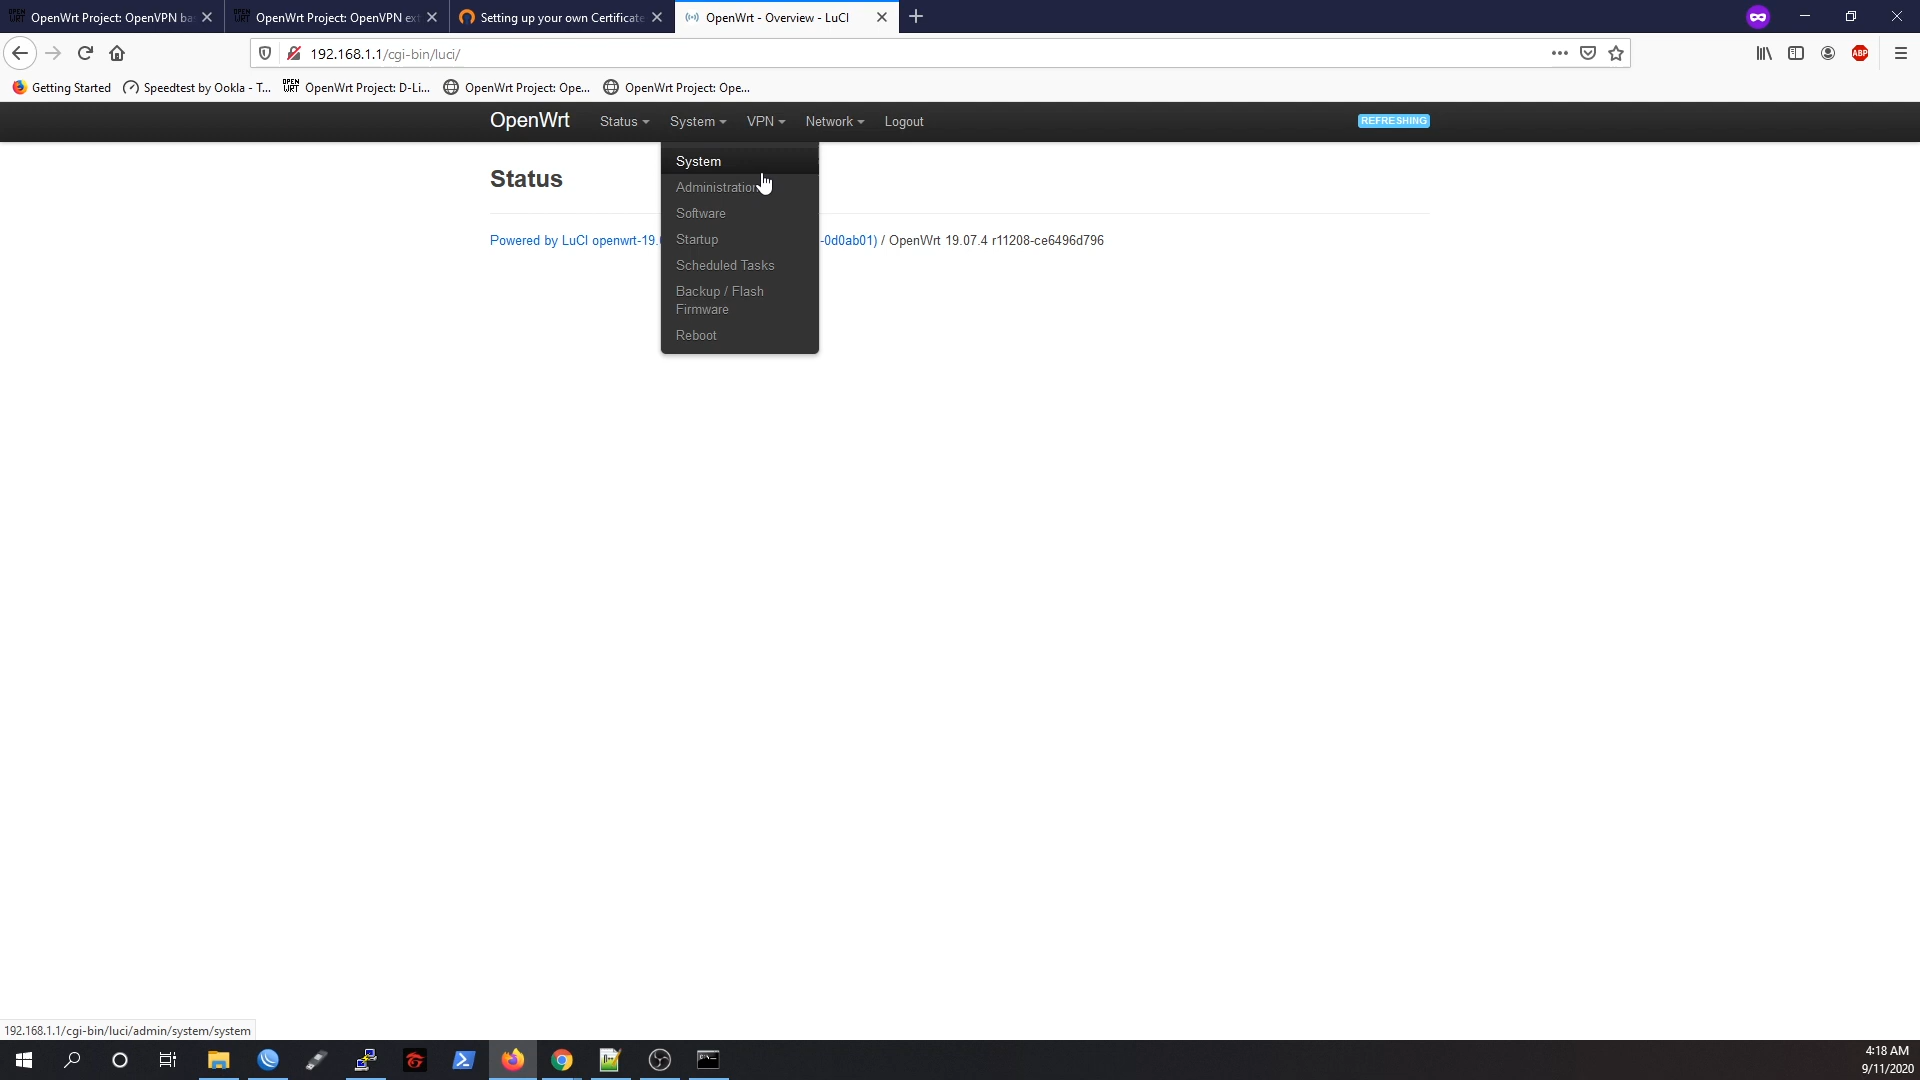 OpenWrt Project: OpenVPN ba
OpenWrt Project: OpenVPN ext
Setting up your own Certificate
OpenWrt - Overview - LuCI
192.168.1.1/cgi-bin/luci/
ABP
Getting Started
Speedtest by Ookla - T...
OPEN WRT
OpenWrt Project: D-Li...
OpenWrt Project: Ope...
OpenWrt Project: Ope...
OpenWrt
Status
System
VPN
Network
Logout
REFRESHING
Status
System
Administration
Software
Startup
Scheduled Tasks
Backup / Flash
Firmware
Reboot
Powered by LuCI openwrt-19.
-0d0ab01) / OpenWrt 19.07.4 r11208-ce6496d796
192.168.1.1/cgi-bin/luci/admin/system/system
4:18 AM
9/11/2020